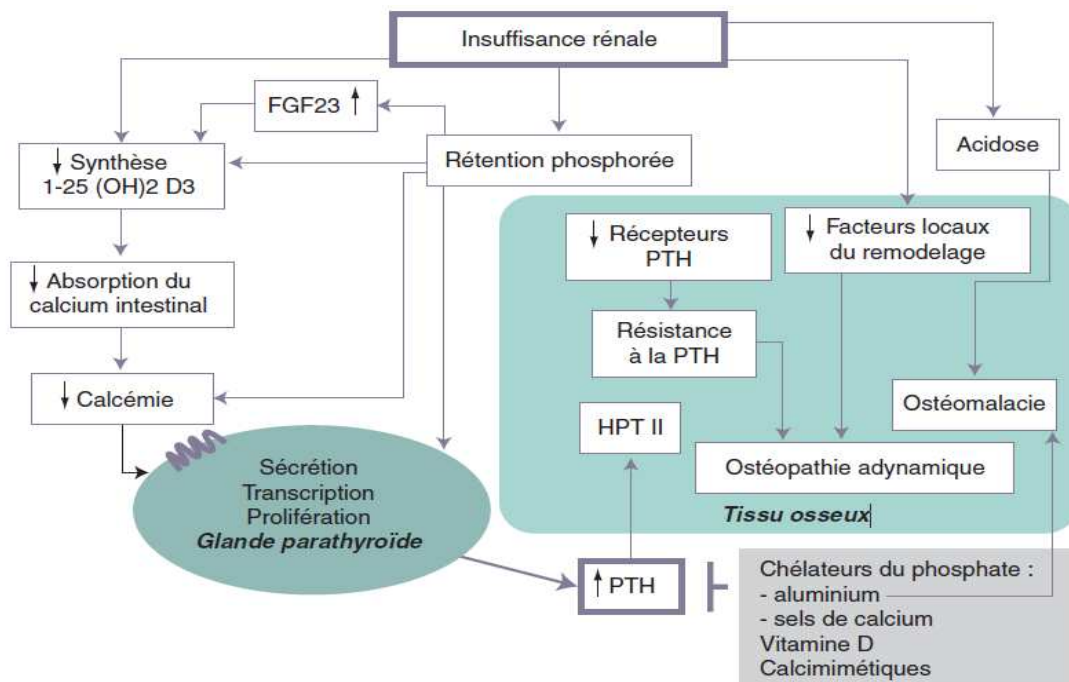 Insuffisance rénale
FGF23 ↑
Rétention phosphorée
Acidose
↓ Synthèse
1-25 (OH)2 D3
↓ Récepteurs
PTH
↓ Facteurs locaux
du remodelage
↓ Absorption du
calcium intestinal
Résistance
à la PTH
↓ Calcémie
HPT II
Ostéomalacie
Ostéopathie adynamique
Tissu osseux
Sécrétion
Transcription
Prolifération
Glande parathyroïde
↑ PTH
Chélateurs du phosphate :
- aluminium
- sels de calcium
Vitamine D
Calcimimétiques